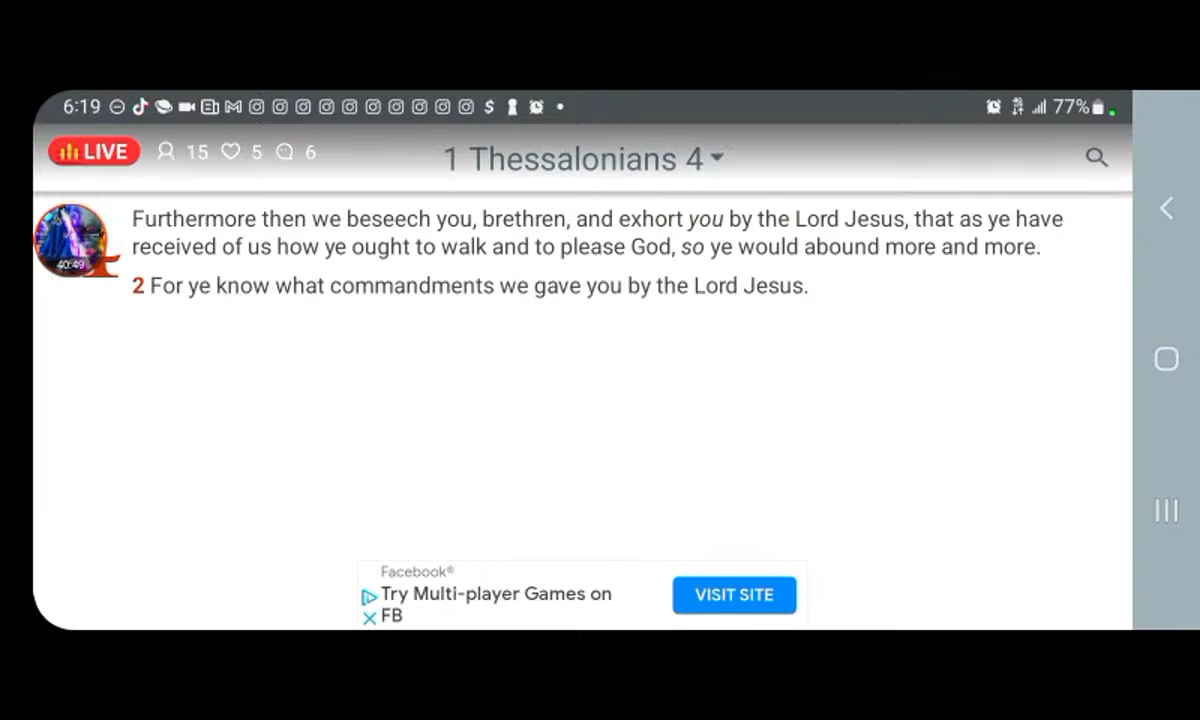 6:19 $ 77%
LIVE 15 5 6
1 Thessalonians 4
Furthermore then we beseech you, brethren, and exhort you by the Lord Jesus, that as ye have
received of us how ye ought to walk and to please God, so ye would abound more and more.
40:49
2 For ye know what commandments we gave you by the Lord Jesus.
Facebook®
Try Multi-player Games on
FB
VISIT SITE